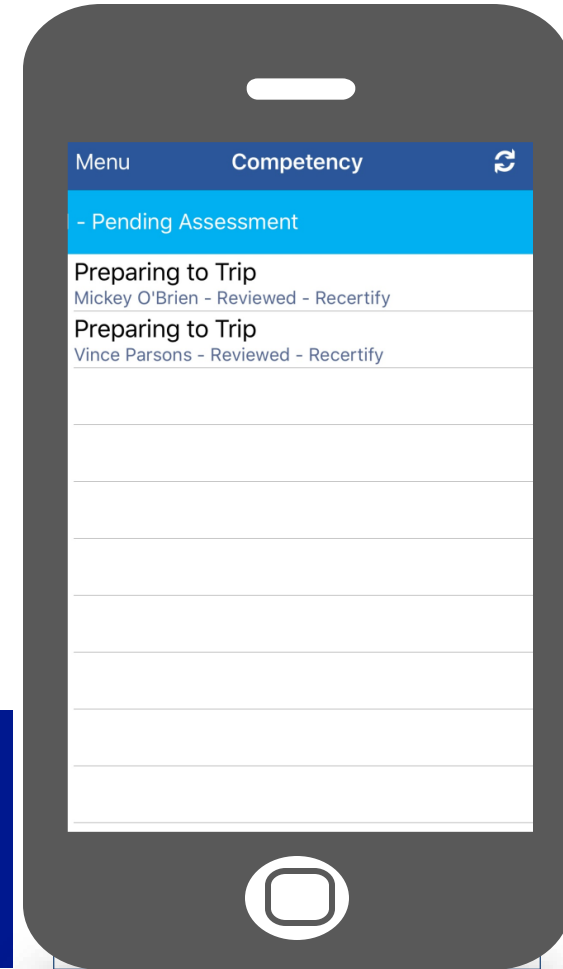 Menu Competency
- Pending Assessment
Preparing to Trip
Mickey O'Brien - Reviewed - Recertify
Preparing to Trip
Vince Parsons - Reviewed - Recertify